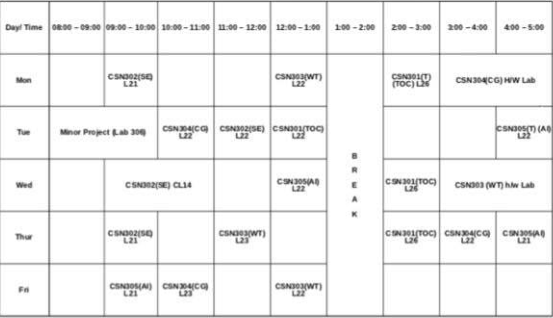 Day/ Time 08:00 – 09:00 09:00 – 10:00 10:00 – 11:00 11:00 – 12:00 12:00 – 1:00 1:00 – 2:00 2:00 – 3:00 3:00 – 4:00 4:00 – 5:00
Mon
CSN302(SE)
L21
CSN303(WT)
L22
CSN301(T)
(TOC) L26
CSN304(CG) H/W Lab
Tue
Minor Project (Lab 306)
CSN304(CG)
L22
CSN302(SE)
L22
CSN301(TOC)
L22
CSN305(T) (AI)
L22
B
R
E
A
K
Wed
CSN302(SE) CL14
CSN305(AI)
L22
CSN301(TOC)
L26
CSN303 (WT) h/w Lab
Thur
CSN302(SE)
L21
CSN303(WT)
L23
CSN301(TOC)
L26
CSN304(CG)
L22
CSN305(AI)
L21
Fri
CSN305(AI)
L21
CSN304(CG)
L23
CSN303(WT)
L22